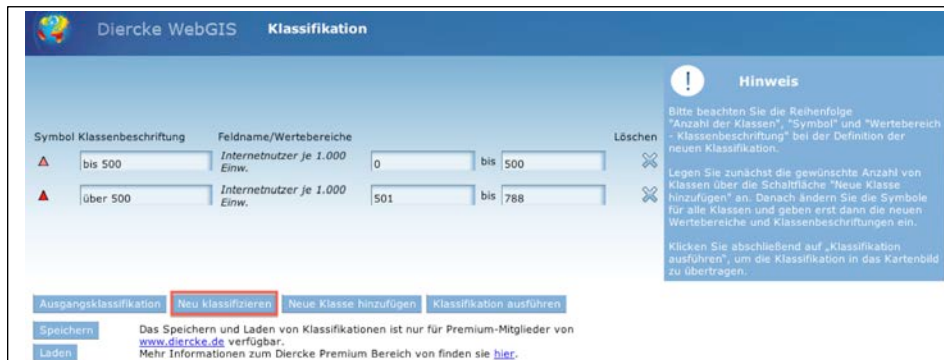 Diercke WebGIS Klassifikation
Hinweis
Bitte beachten Sie die Reihenfolge
"Anzahl der Klassen", "Symbol" und "Wertebereich
- Klassenbeschriftung" bei der Definition der
neuen Klassifikation.
Legen Sie zunächst die gewünschte Anzahl von
Klassen über die Schaltfläche "Neue Klasse
hinzufügen" an. Danach ändern Sie die Symbole
für alle Klassen und geben erst dann die neuen
Wertebereiche und Klassenbeschriftungen ein.
Klicken Sie abschließend auf „Klassifikation
ausführen", um die Klassifikation in das Kartenbild
zu übertragen.
Symbol Klassenbeschriftung Feldname/Wertebereiche Löschen
bis 500 Internetnutzer je 1.000 Einw. 0 bis 500
über 500 Internetnutzer je 1.000 Einw. 501 bis 788
Ausgangsklassifikation Neu klassifizieren Neue Klasse hinzufügen Klassifikation ausführen
Speichern
Laden
Das Speichern und Laden von Klassifikationen ist nur für Premium-Mitglieder von
www.diercke.de verfügbar.
Mehr Informationen zum Diercke Premium Bereich von finden sie hier.